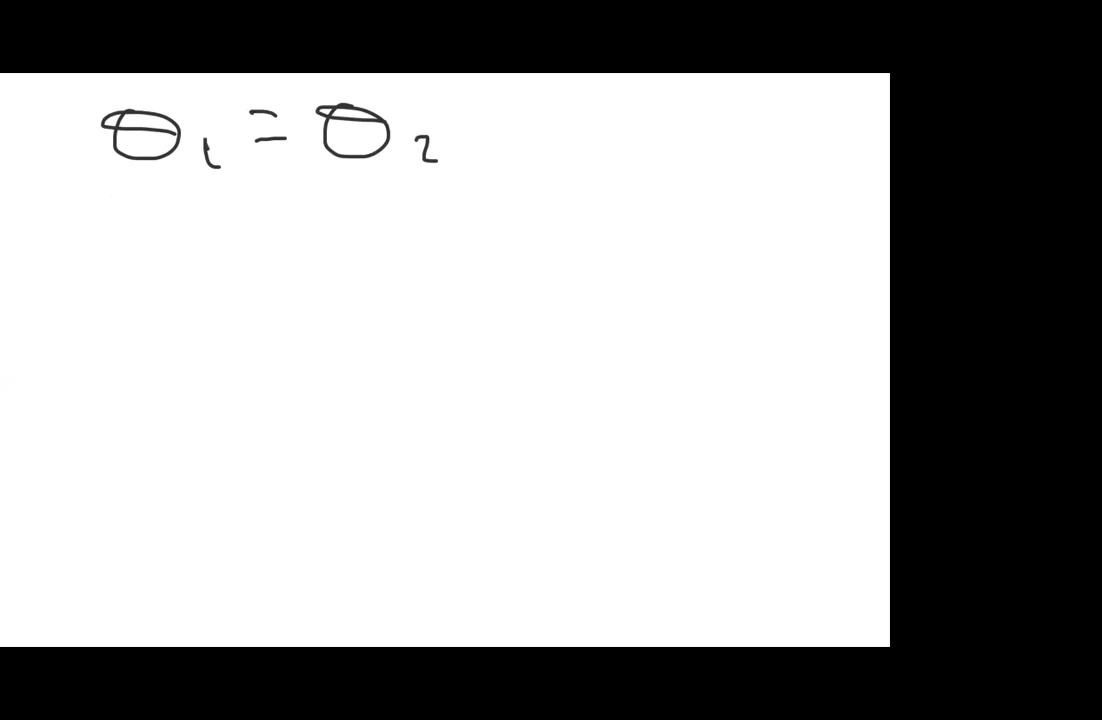 θ₁ = θ₂